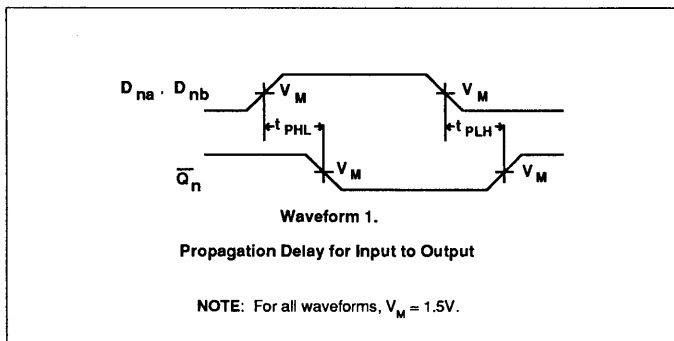 D na , D nb V M V M
t PHL t PLH
Q̅ n V M V M
Waveform 1.
Propagation Delay for Input to Output
NOTE: For all waveforms, V M = 1.5V.